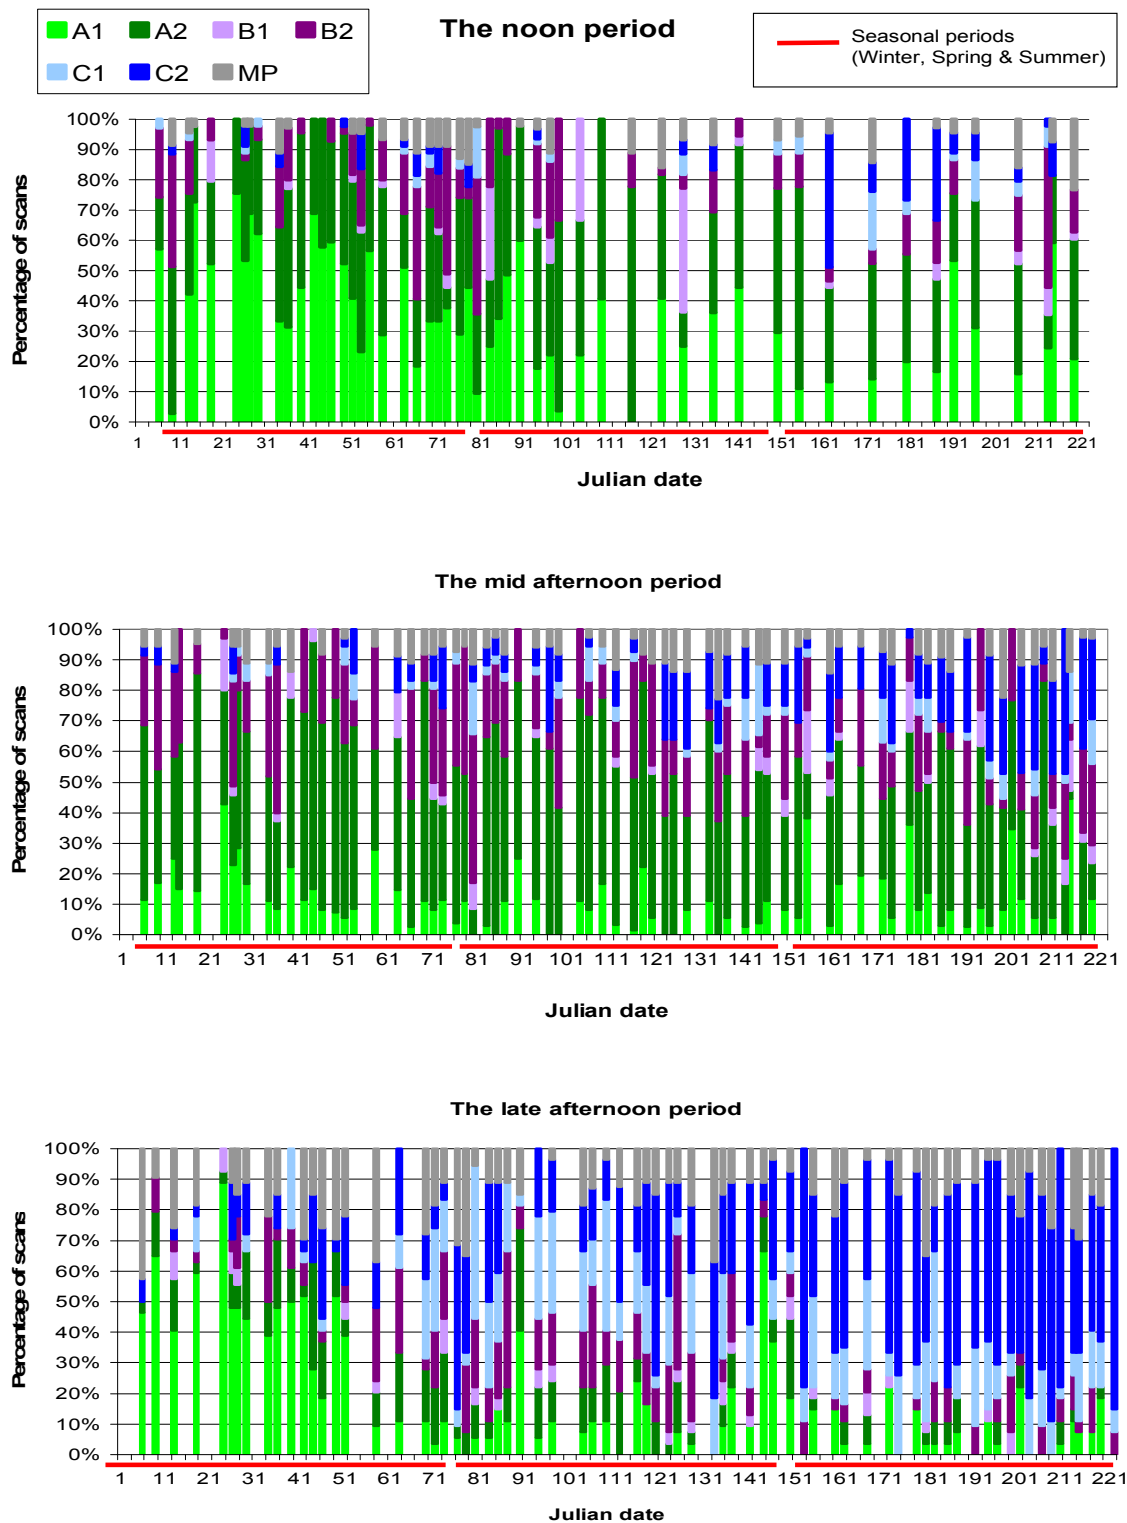 A1 A2 B1 B2
C1 C2 MP
The noon period
Seasonal periods
(Winter, Spring & Summer)
Percentage of scans
100%
90%
80%
70%
60%
50%
40%
30%
20%
10%
0%
1 11 21 31 41 51 61 71 81 91 101 111 121 131 141 151 161 171 181 191 201 211 221
Julian date
The mid afternoon period
Percentage of scans
100%
90%
80%
70%
60%
50%
40%
30%
20%
10%
0%
1 11 21 31 41 51 61 71 81 91 101 111 121 131 141 151 161 171 181 191 201 211 221
Julian date
The late afternoon period
Percentage of scans
100%
90%
80%
70%
60%
50%
40%
30%
20%
10%
0%
1 11 21 31 41 51 61 71 81 91 101 111 121 131 141 151 161 171 181 191 201 211 221
Julian date